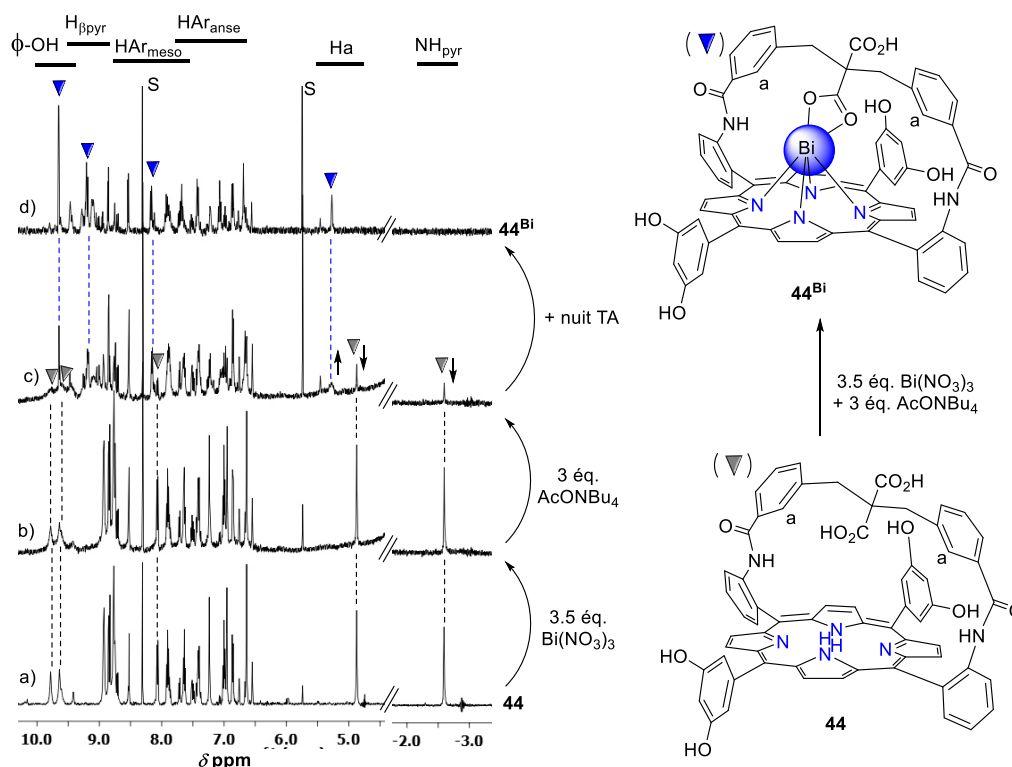 ϕ-OH
Hβpyr
HArmeso
HAranse
Ha
NHpyr
S
S
d)
44Bi
+ nuit TA
c)
3 éq.
AcONBu4
b)
3.5 éq.
Bi(NO3)3
a)
44
10.0 9.0 8.0 7.0 6.0 5.0 -2.0 -3.0
δ ppm
( )
CO2H
a
O
NH
O
O
Bi
HO
OH
a
O
NH
N
N
N
N
HO
HO
44Bi
3.5 éq. Bi(NO3)3
+ 3 éq. AcONBu4
( )
CO2H
a
HO2C
O
NH
HO
a
OH
O
NH
N
NH
HN
N
HO
HO
44